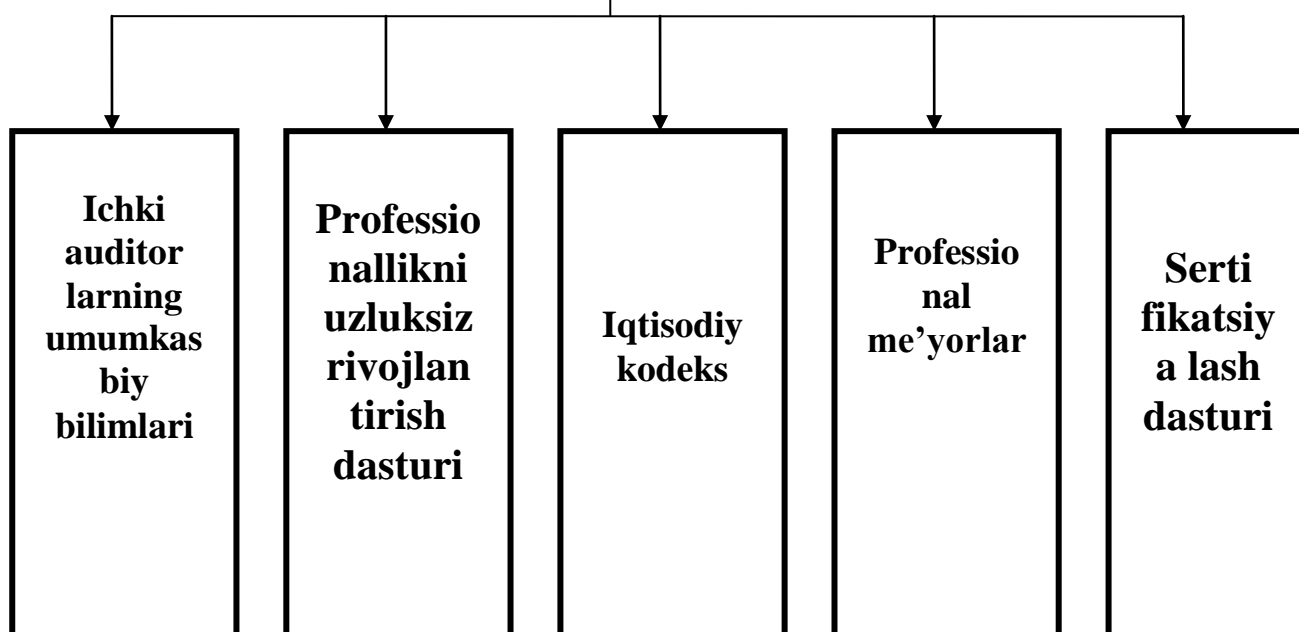 Ichki
auditor
larning
umumkas
biy
bilimlari
Professio
nallikni
uzluksiz
rivojlan
tirish
dasturi
Iqtisodiy
kodeks
Professio
nal
me’yorlar
Serti
fikatsiy
a lash
dasturi